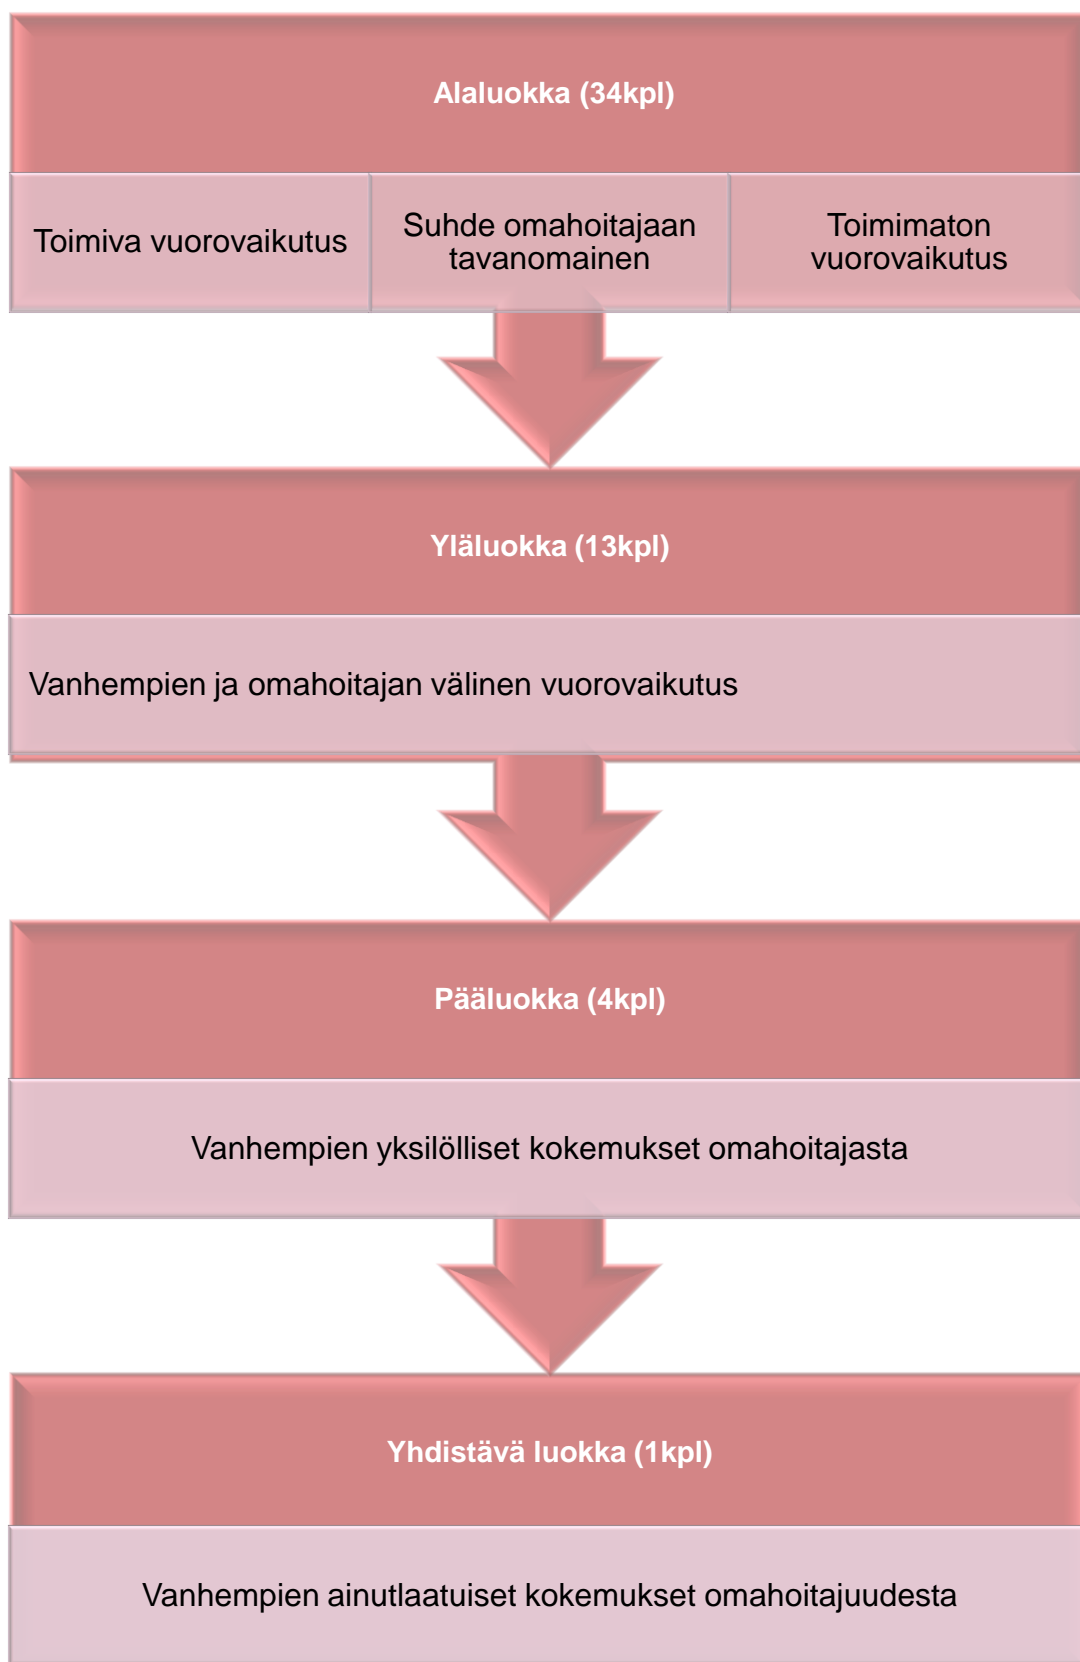 Alaluokka (34kpl)
Toimiva vuorovaikutus
Suhde omahoitajaan
tavanomainen
Toimimaton
vuorovaikutus
Yläluokka (13kpl)
Vanhempien ja omahoitajan välinen vuorovaikutus
Pääluokka (4kpl)
Vanhempien yksilölliset kokemukset omahoitajasta
Yhdistävä luokka (1kpl)
Vanhempien ainutlaatuiset kokemukset omahoitajuudesta